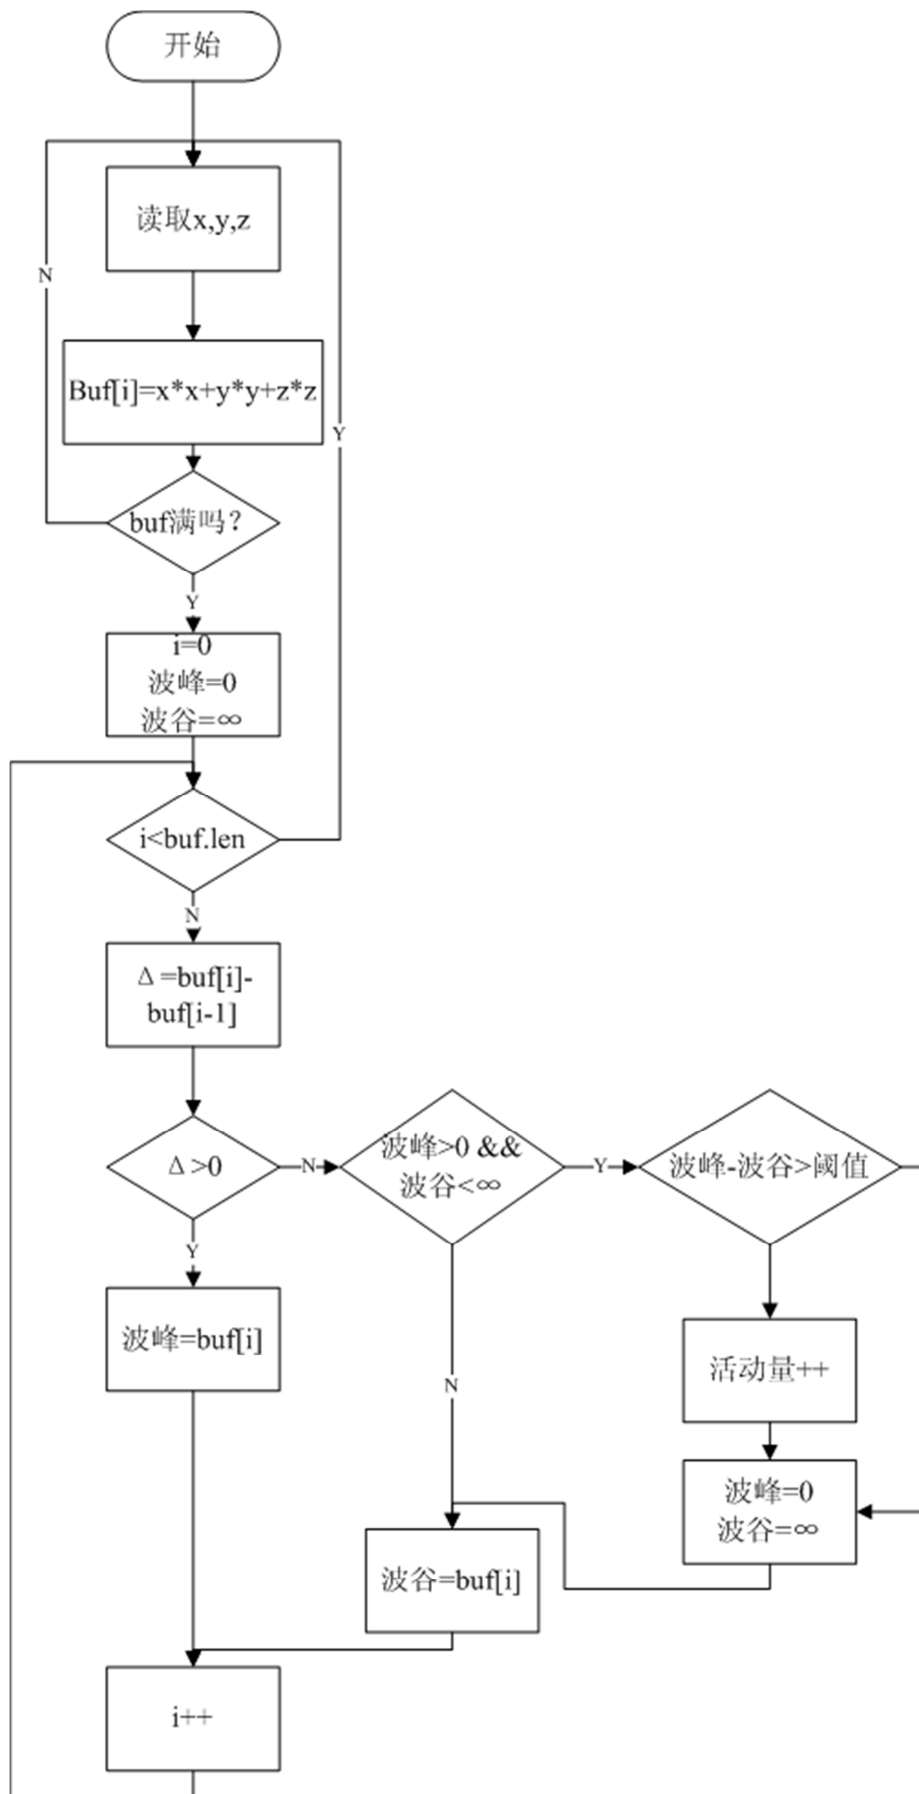 开始
读取x,y,z
N
Buf[i]=x*x+y*y+z*z
Y
buf满吗?
Y
i=0
波峰=0
波谷=∞
i<buf.len
N
Δ=buf[i]-
buf[i-1]
Δ>0
N
波峰>0 &&
波谷<∞
Y
波峰-波谷>阈值
Y
波峰=buf[i]
N
活动量++
波峰=0
波谷=∞
波谷=buf[i]
i++